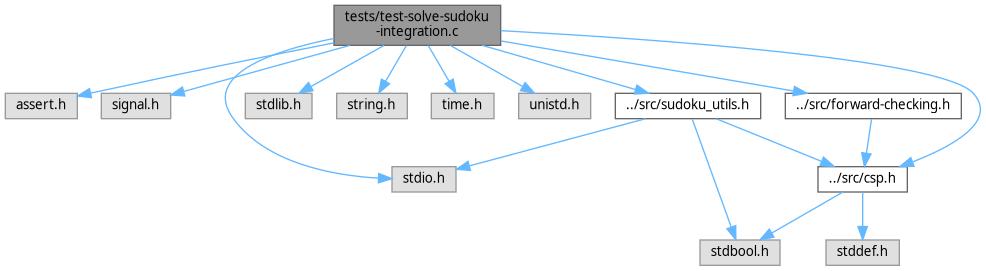 tests/test-solve-sudoku
-integration.c
assert.h
signal.h
stdlib.h
string.h
time.h
unistd.h
../src/sudoku_utils.h
../src/forward-checking.h
stdio.h
../src/csp.h
stdbool.h
stddef.h